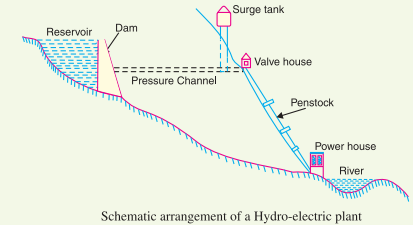 Surge tank
Reservoir
Dam
Valve house
Pressure Channel
Penstock
Power house
River
Schematic arrangement of a Hydro-electric plant